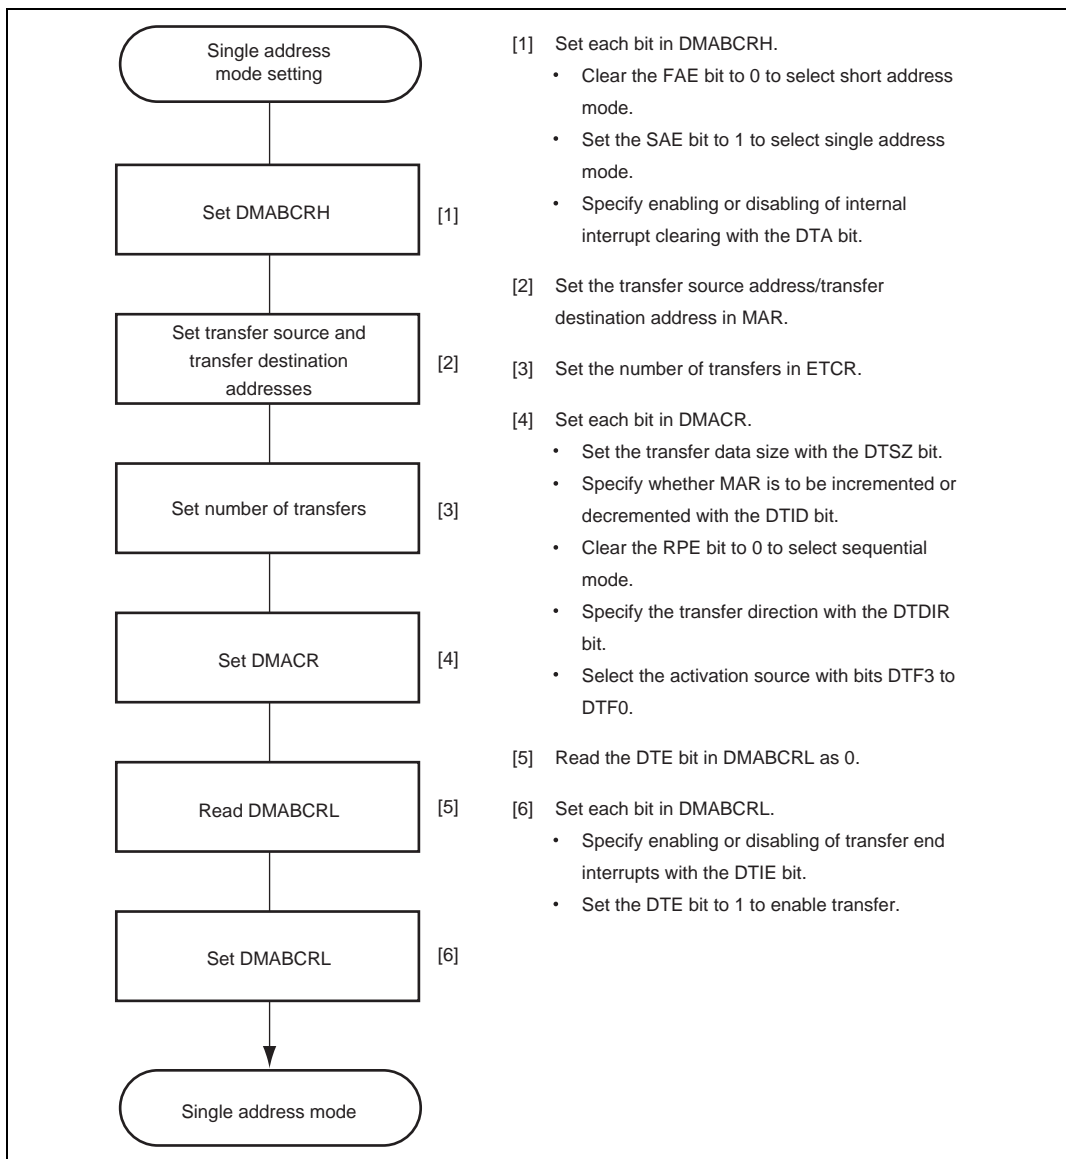 Single address
mode setting
Set DMABCRH
[1]
Set transfer source and
transfer destination
addresses
[2]
Set number of transfers
[3]
Set DMACR
[4]
Read DMABCRL
[5]
Set DMABCRL
[6]
Single address mode
[1] Set each bit in DMABCRH.
• Clear the FAE bit to 0 to select short address
mode.
• Set the SAE bit to 1 to select single address
mode.
• Specify enabling or disabling of internal
interrupt clearing with the DTA bit.
[2] Set the transfer source address/transfer
destination address in MAR.
[3] Set the number of transfers in ETCR.
[4] Set each bit in DMACR.
• Set the transfer data size with the DTSZ bit.
• Specify whether MAR is to be incremented or
decremented with the DTID bit.
• Clear the RPE bit to 0 to select sequential
mode.
• Specify the transfer direction with the DTDIR
bit.
• Select the activation source with bits DTF3 to
DTF0.
[5] Read the DTE bit in DMABCRL as 0.
[6] Set each bit in DMABCRL.
• Specify enabling or disabling of transfer end
interrupts with the DTIE bit.
• Set the DTE bit to 1 to enable transfer.